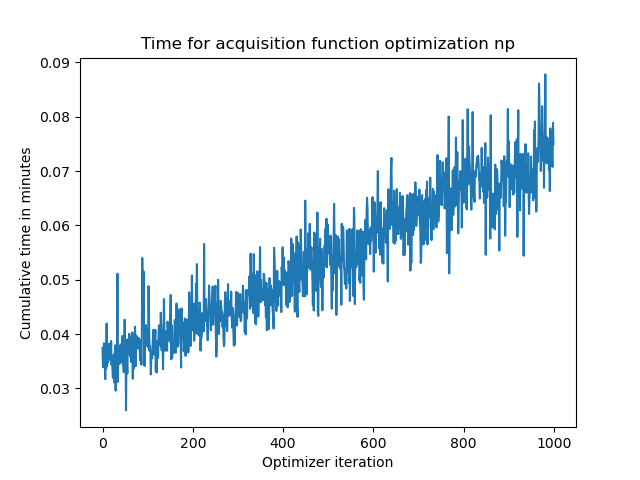 Time for acquisition function optimization np
Cumulative time in minutes
0.09
0.08
0.07
0.06
0.05
0.04
0.03
0 200 400 600 800 1000
Optimizer iteration